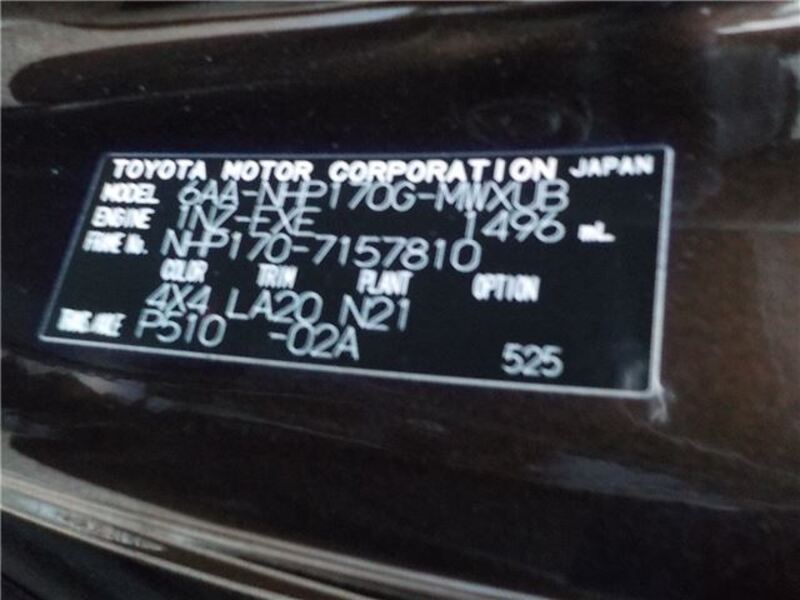 TOYOTA MOTOR CORPORATION JAPAN
MODEL 6AA-NHP170G-MWXUB
ENGINE 1NZ-EXE 1496 mL
FRAME No. NHP170-7157810
COLOR TRIM PLANT OPTION
4X4 LA20 N21
TRANS./AXLE P510 -02A
525